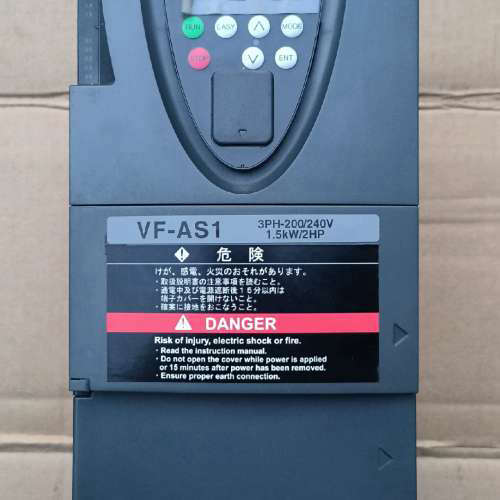 RUN EASY MODE
STOP ENT
VF-AS1 3PH-200/240V
1.5kW/2HP
危険
けが、感電、火災のおそれがあります。
・取扱説明書の注意事項を読むこと。
・通電中及び電源遮断後15分以内は
端子カバーを開けないこと。
・確実に接地をおこなうこと。
DANGER
Risk of injury, electric shock or fire.
・Read the instruction manual.
・Do not open the cover while power is applied
or 15 minutes after power has been removed.
・Ensure proper earth connection.